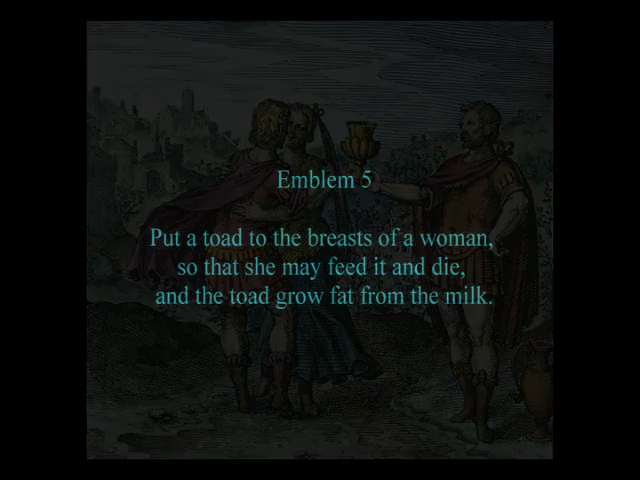 Emblem 5
Put a toad to the breasts of a woman,
so that she may feed it and die,
and the toad grow fat from the milk.